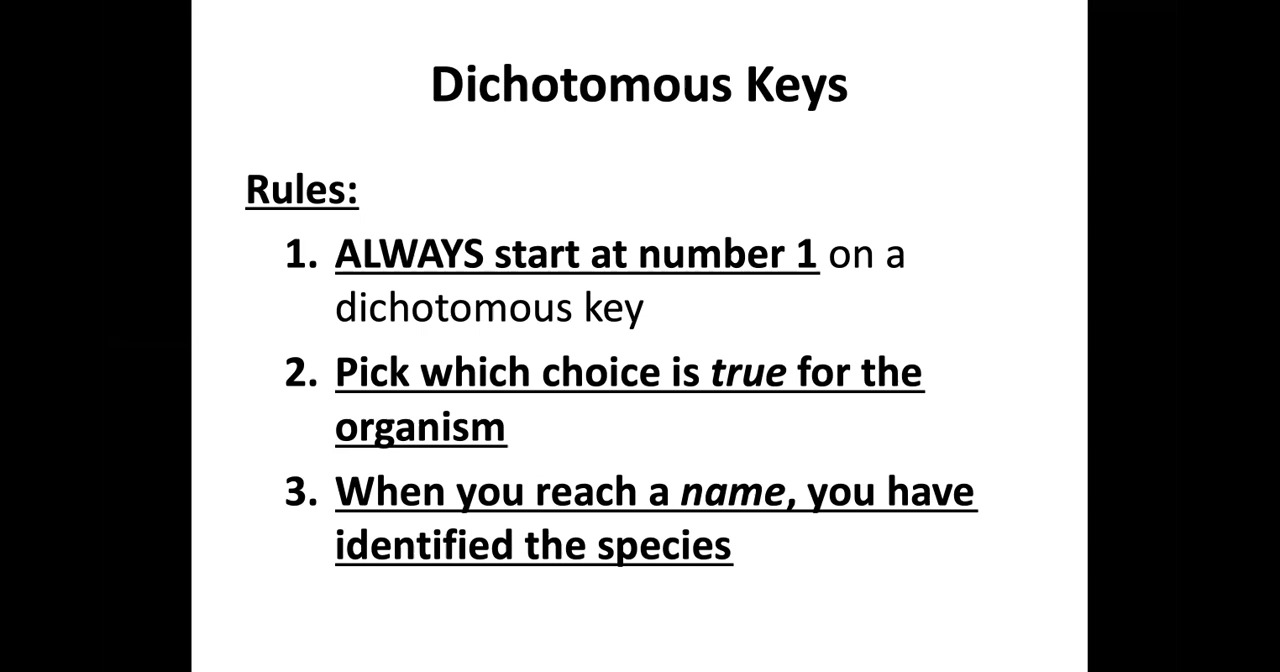 Dichotomous Keys
Rules:
1. ALWAYS start at number 1 on a
dichotomous key
2. Pick which choice is true for the
organism
3. When you reach a name, you have
identified the species